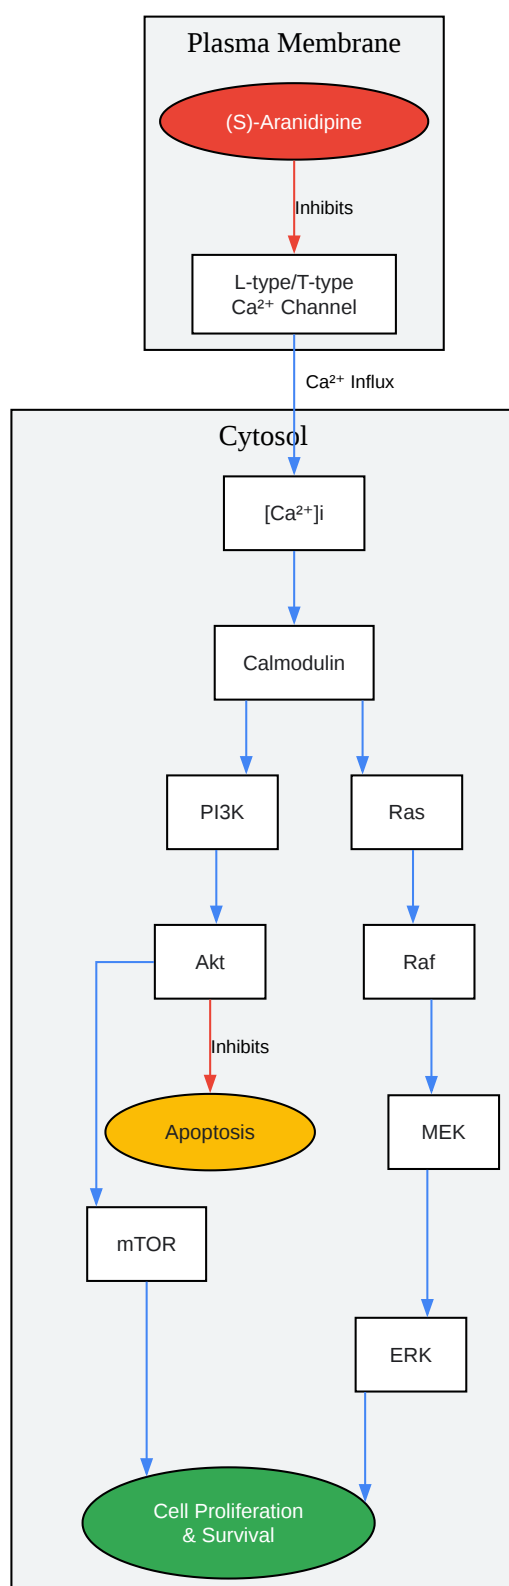 Plasma Membrane
(S)-Aranidipine
Inhibits
L-type/T-type
Ca²⁺ Channel
Ca²⁺ Influx
Cytosol
[Ca²⁺]i
Calmodulin
PI3K
Ras
Akt
Raf
Inhibits
Apoptosis
MEK
mTOR
ERK
Cell Proliferation
& Survival